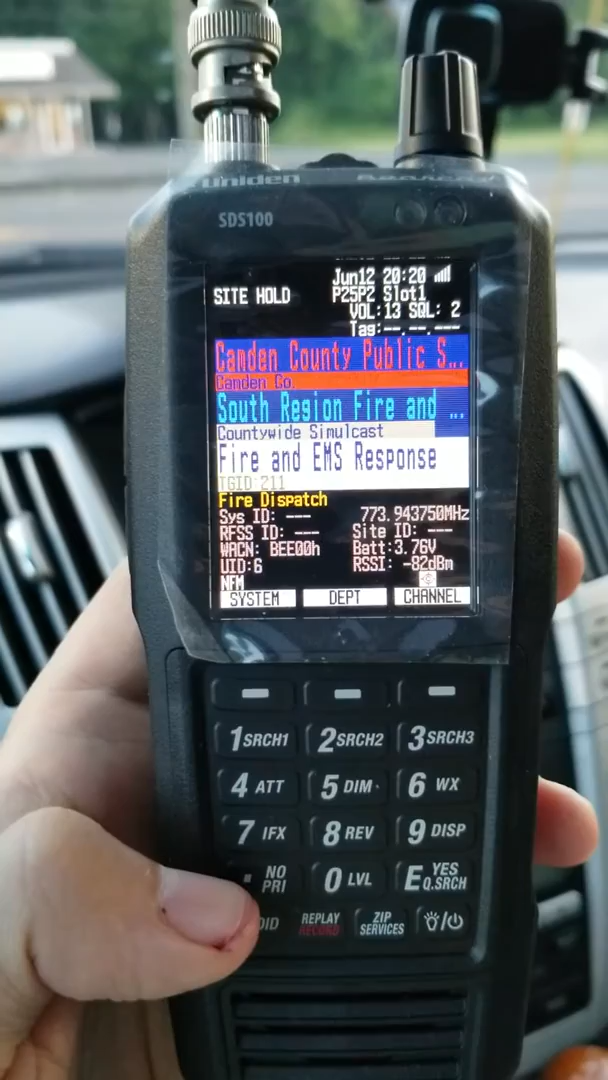 uniden Bearcat
SDS100
Jun12 20:20
SITE HOLD P25P2 Slot1
VOL:13 SQL: 2
Tag:--.--.---
Camden County Public S...
Camden Co.
South Region Fire and ...
Countywide Simulcast
Fire and EMS Response
TGID:211
Fire Dispatch
Sys ID: --- 773.943750MHz
RFSS ID: --- Site ID: ---
WACN: BEE00h Batt:3.76V
UID:6 RSSI: -82dBm
NFM
SYSTEM DEPT CHANNEL
1 SRCH1 2 SRCH2 3 SRCH3
4 ATT 5 DIM 6 WX
7 IFX 8 REV 9 DISP
. NO PRI 0 LVL E YES Q.SRCH
REPLAY RECORD ZIP SERVICES